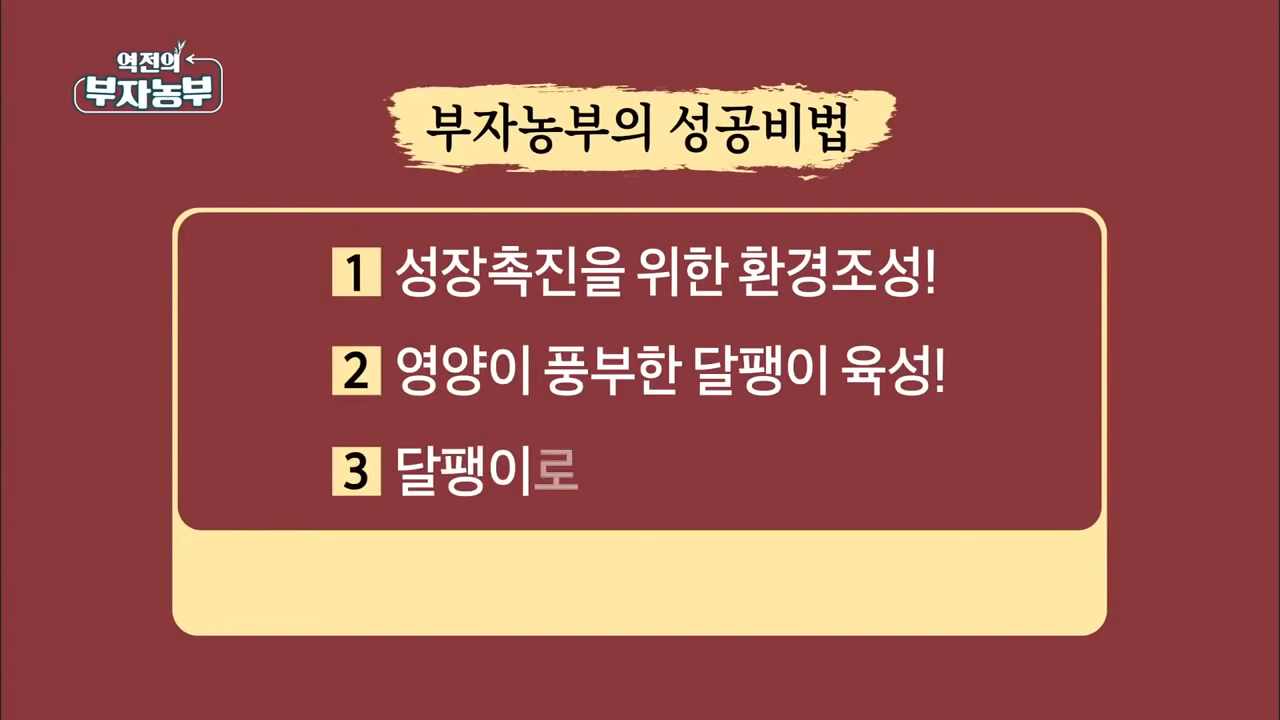 역전의
부자농부
부자농부의 성공비법
1 성장촉진을 위한 환경조성!
2 영양이 풍부한 달팽이 육성!
3 달팽이로